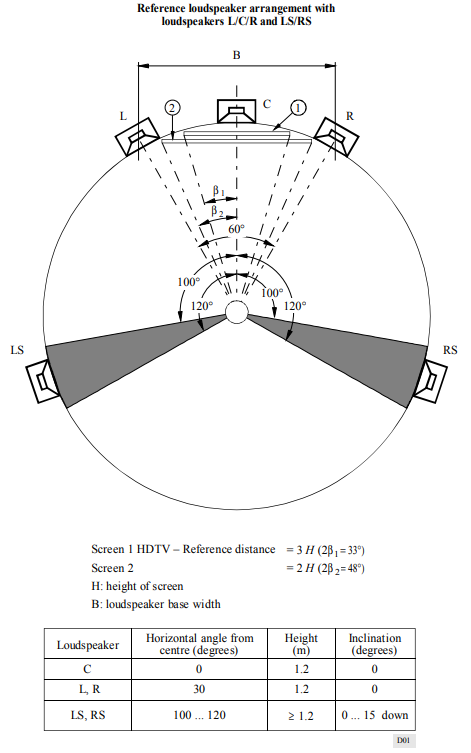 Reference loudspeaker arrangement with
loudspeakers L/C/R and LS/RS
B
L
2
C
1
R
β1
β2
60°
100°
100°
120°
120°
LS
RS
Screen 1 HDTV – Reference distance = 3 H (2β1 = 33°)
Screen 2 = 2 H (2β2 = 48°)
H: height of screen
B: loudspeaker base width
Loudspeaker Horizontal angle from centre (degrees) Height (m) Inclination (degrees)
C 0 1.2 0
L, R 30 1.2 0
LS, RS 100 ... 120 ≥ 1.2 0 ... 15 down
D01